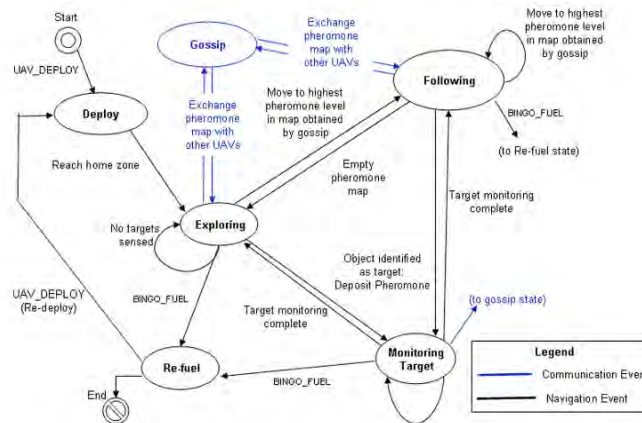 Start
UAV_DEPLOY
Deploy
Gossip
Exchange
pheromone
map with
other UAVs
Exchange
pheromone
map with
other UAVs
Move to highest
pheromone level
in map obtained
by gossip
Move to highest
pheromone level
in map obtained
by gossip
Following
BINGO_FUEL
(to Re-fuel state)
Reach home zone
Empty
pheromone
map
Exploring
No targets
sensed
Target monitoring
complete
Object identified
as target:
Deposit Pheromone
UAV_DEPLOY
(Re-deploy)
BINGO_FUEL
Target monitoring
complete
(to gossip state)
Re-fuel
BINGO_FUEL
Monitoring
Target
End
Legend
Communication Event
Navigation Event